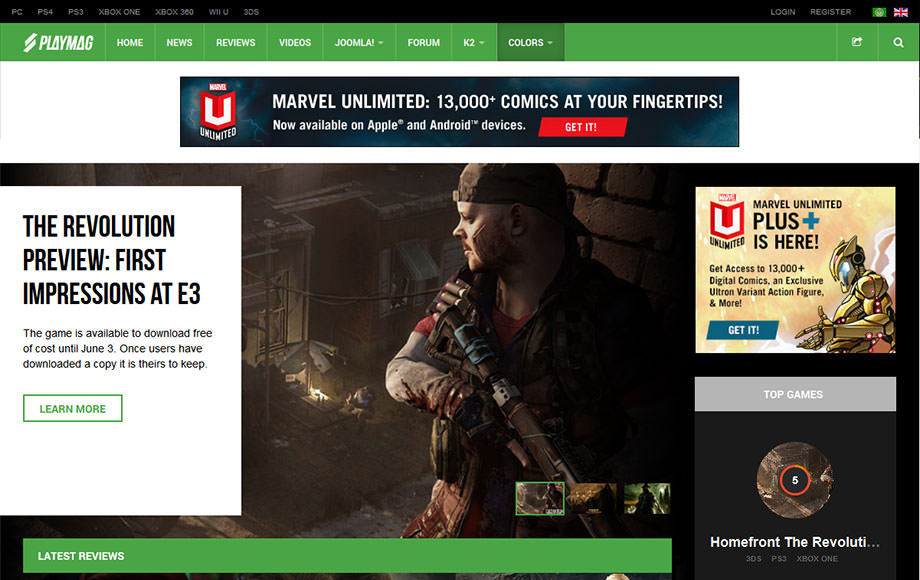 PC PS4 PS3 XBOX ONE XBOX 360 WII U 3DS LOGIN REGISTER
PLAYMAG HOME NEWS REVIEWS VIDEOS JOOMLA! FORUM K2 COLORS
MARVEL
U
UNLIMITED
MARVEL UNLIMITED: 13,000+ COMICS AT YOUR FINGERTIPS!
Now available on Apple® and Android™ devices. GET IT!
THE REVOLUTION
PREVIEW: FIRST
IMPRESSIONS AT E3
The game is available to download free
of cost until June 3. Once users have
downloaded a copy it is theirs to keep.
LEARN MORE
MARVEL
U
UNLIMITED
MARVEL UNLIMITED
PLUS+
IS HERE!
Get Access to 13,000+
Digital Comics, an Exclusive
Ultron Variant Action Figure,
& More!
GET IT!
TOP GAMES
5
Homefront The Revoluti...
3DS PS3 XBOX ONE
LATEST REVIEWS